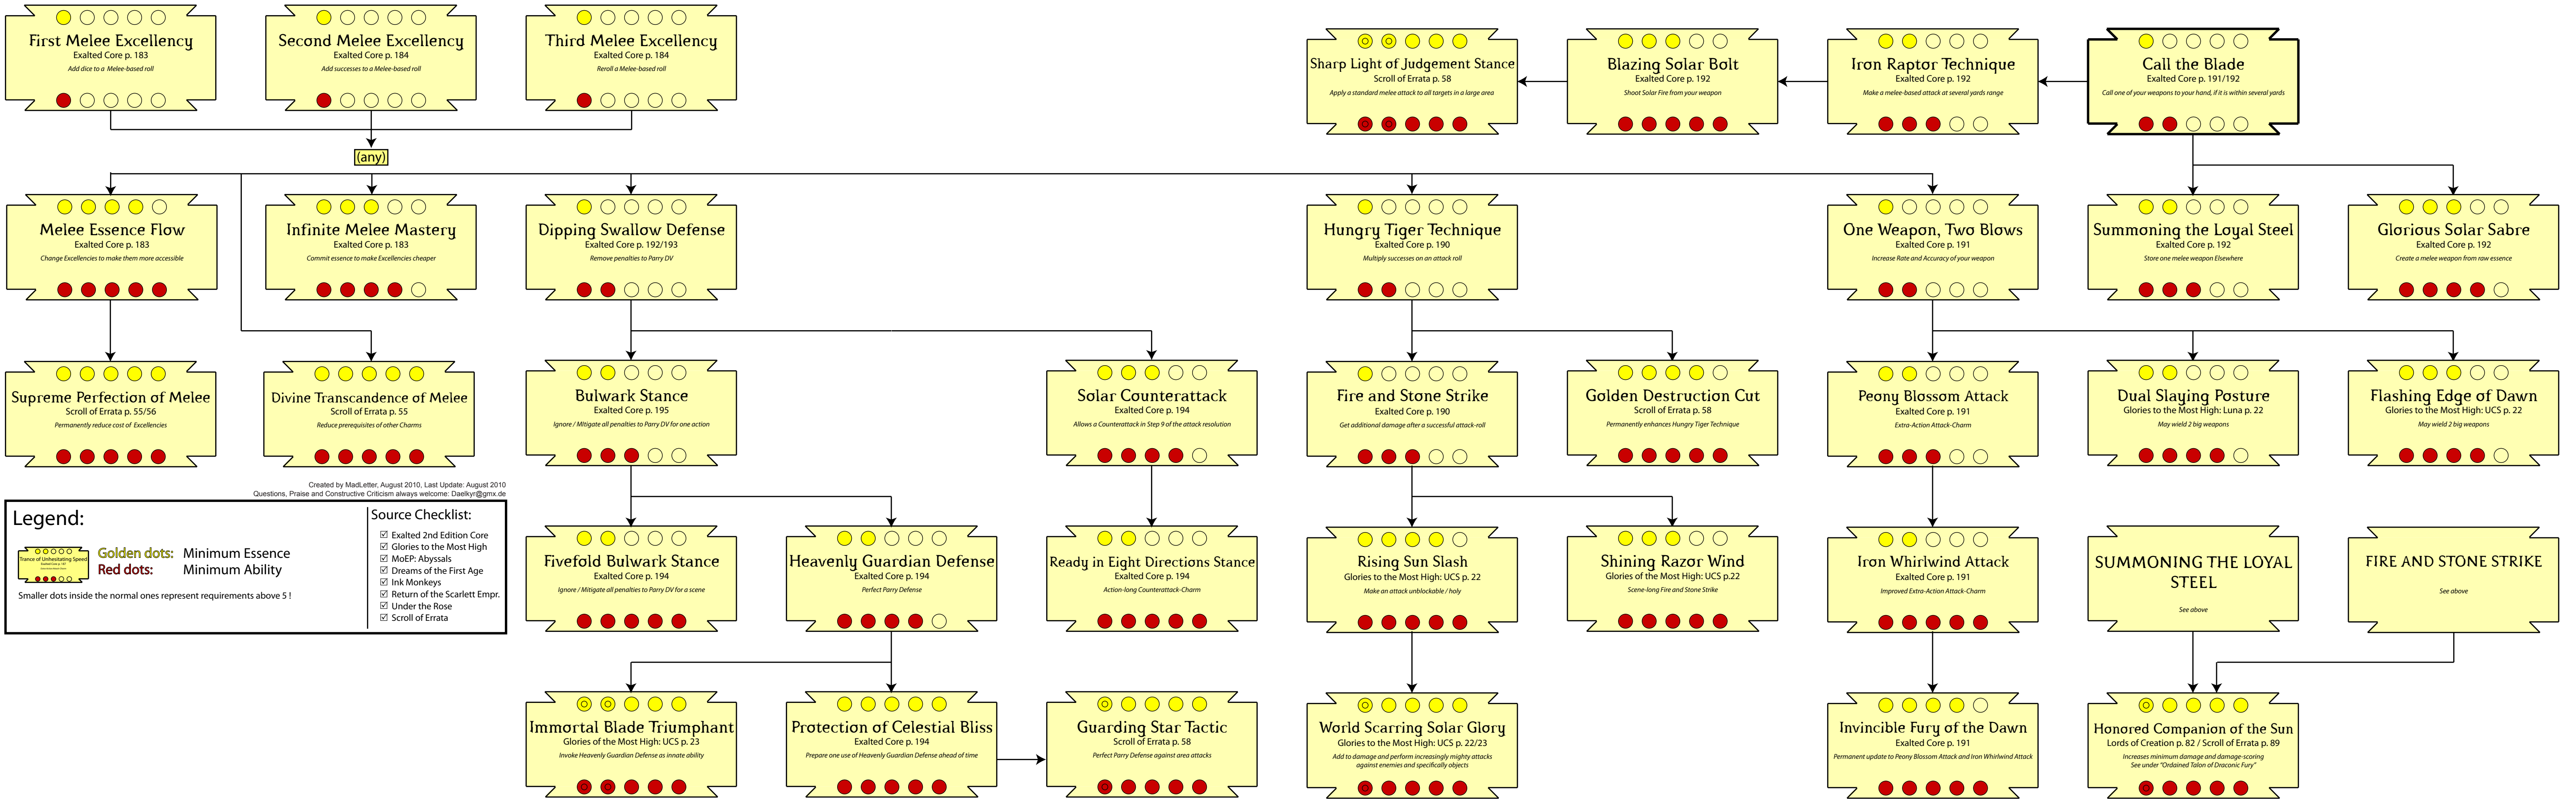 First Melee Excellency
Exalted Core p. 183
Add dice to a Melee-based roll
Second Melee Excellency
Exalted Core p. 184
Add successes to a Melee-based roll
Third Melee Excellency
Exalted Core p. 184
Reroll a Melee-based roll
Sharp Light of Judgement Stance
Scroll of Errata p. 58
Apply a standard melee attack to all targets in a large area
Blazing Solar Bolt
Exalted Core p. 192
Shoot Solar Fire from your weapon
Iron Raptor Technique
Exalted Core p. 192
Make a melee-based attack at several yards range
Call the Blade
Exalted Core p. 191/192
Call one of your weapons to your hand, if it is within several yards
(any)
Melee Essence Flow
Exalted Core p. 183
Change Excellencies to make them more accessible
Infinite Melee Mastery
Exalted Core p. 183
Commit essence to make Excellencies cheaper
Dipping Swallow Defense
Exalted Core p. 192/193
Remove penalties to Parry DV
Hungry Tiger Technique
Exalted Core p. 190
Multiply successes on an attack roll
One Weapon, Two Blows
Exalted Core p. 191
Increase Rate and Accuracy of your weapon
Summoning the Loyal Steel
Exalted Core p. 192
Store one melee weapon Elsewhere
Glorious Solar Sabre
Exalted Core p. 192
Create a melee weapon from raw essence
Supreme Perfection of Melee
Scroll of Errata p. 55/56
Permanently reduce cost of Excellencies
Divine Transcandence of Melee
Scroll of Errata p. 55
Reduce prerequisites of other Charms
Bulwark Stance
Exalted Core p. 195
Ignore / Mitigate all penalties to Parry DV for one action
Solar Counterattack
Exalted Core p. 194
Allows a Counterattack in Step 9 of the attack resolution
Fire and Stone Strike
Exalted Core p. 190
Get additional damage after a successful attack-roll
Golden Destruction Cut
Scroll of Errata p. 58
Permanently enhances Hungry Tiger Technique
Peony Blossom Attack
Exalted Core p. 191
Extra-Action Attack-Charm
Dual Slaying Posture
Glories to the Most High: Luna p. 22
May wield 2 big weapons
Flashing Edge of Dawn
Glories to the Most High: UCS p. 22
May wield 2 big weapons
Created by MadLetter, August 2010, Last Update: August 2010
Questions, Praise and Constructive Criticism always welcome: Daelkyr@gmx.de
Legend:
Trance of Unhesitating Speed
Golden dots: Minimum Essence
Red dots: Minimum Ability
Smaller dots inside the normal ones represent requirements above 5 !
Source Checklist:
Exalted 2nd Edition Core
Glories to the Most High
MoEP: Abyssals
Dreams of the First Age
Ink Monkeys
Return of the Scarlett Empr.
Under the Rose
Scroll of Errata
Fivefold Bulwark Stance
Exalted Core p. 194
Ignore / Mitigate all penalties to Parry DV for a scene
Heavenly Guardian Defense
Exalted Core p. 194
Perfect Parry Defense
Ready in Eight Directions Stance
Exalted Core p. 194
Action-long Counterattack-Charm
Rising Sun Slash
Glories to the Most High: UCS p. 22
Make an attack unblockable / holy
Shining Razor Wind
Glories of the Most High: UCS p.22
Scene-long Fire and Stone Strike
Iron Whirlwind Attack
Exalted Core p. 191
Improved Extra-Action Attack-Charm
SUMMONING THE LOYAL
STEEL
See above
FIRE AND STONE STRIKE
See above
Immortal Blade Triumphant
Glories of the Most High: UCS p. 23
Invoke Heavenly Guardian Defense as innate ability
Protection of Celestial Bliss
Exalted Core p. 194
Prepare one use of Heavenly Guardian Defense ahead of time
Guarding Star Tactic
Scroll of Errata p. 58
Perfect Parry Defense against area attacks
World Scarring Solar Glory
Glories to the Most High: UCS p. 22/23
Add to damage and perform increasingly mighty attacks
against enemies and specifically objects
Invincible Fury of the Dawn
Exalted Core p. 191
Permanent update to Peony Blossom Attack and Iron Whirlwind Attack
Honored Companion of the Sun
Lords of Creation p. 82 / Scroll of Errata p. 89
Increases minimum damage and damage-scoring
See under "Ordained Talon of Draconic Fury"